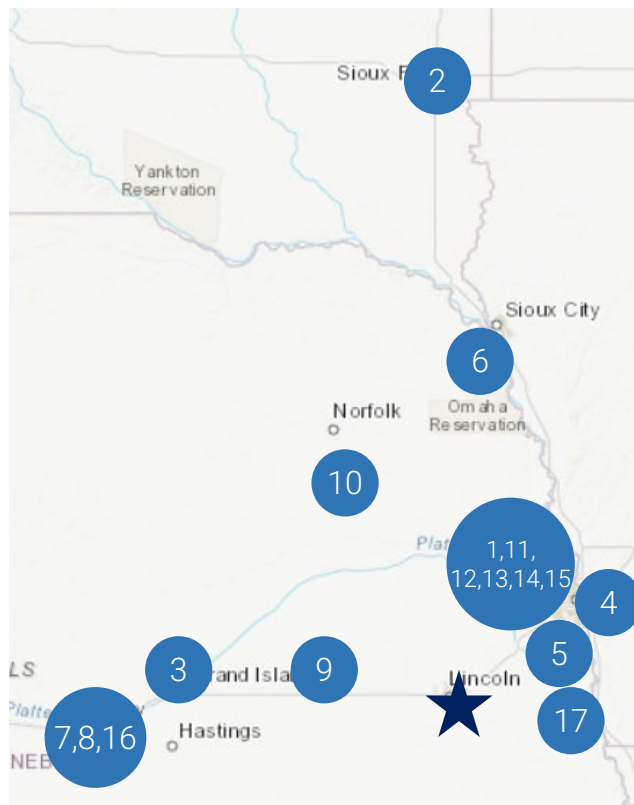 Sioux F
2
Yankton
Reservation
Sioux City
6
Omaha
Reservation
Norfolk
10
Platt
1,11,
12,13,14,15
4
5
LS
3
rand Isla
9
Lincoln
Platte
y
7,8,16
Hastings
17
NEB